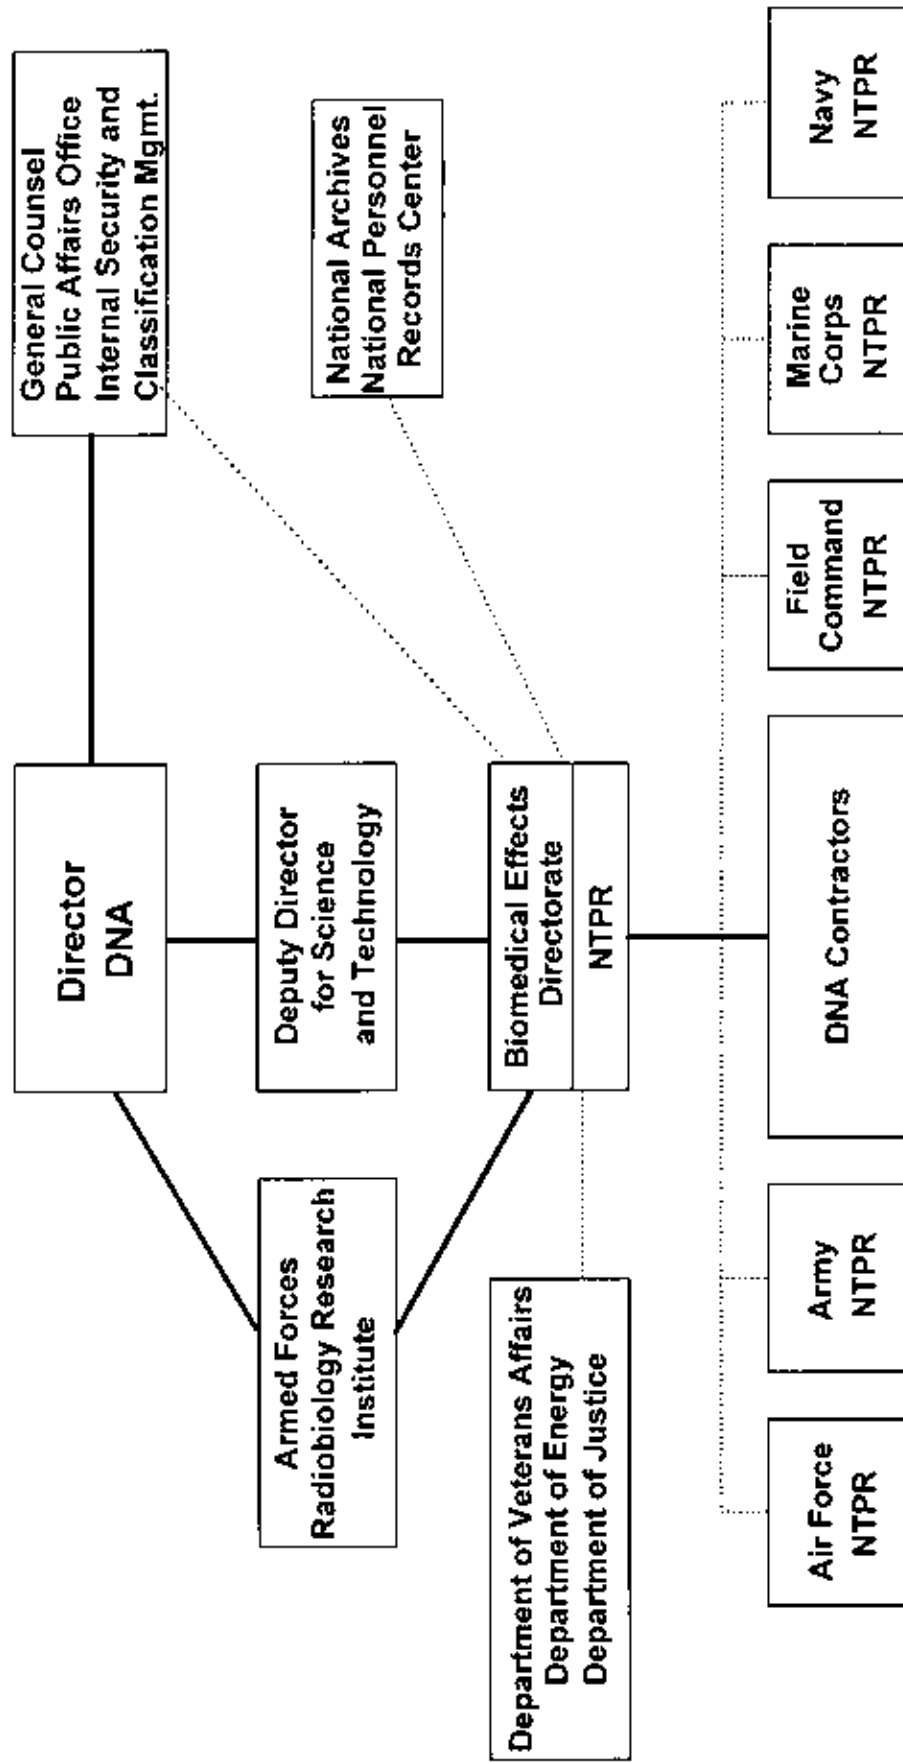 Director
DNA
General Counsel
Public Affairs Office
Internal Security and
Classification Mgmt.
Armed Forces
Radiobiology Research
Institute
Deputy Director
for Science
and Technology
National Archives
National Personnel
Records Center
Department of Veterans Affairs
Department of Energy
Department of Justice
Biomedical Effects
Directorate
NTPR
Air Force
NTPR
Army
NTPR
DNA Contractors
Field
Command
NTPR
Marine
Corps
NTPR
Navy
NTPR